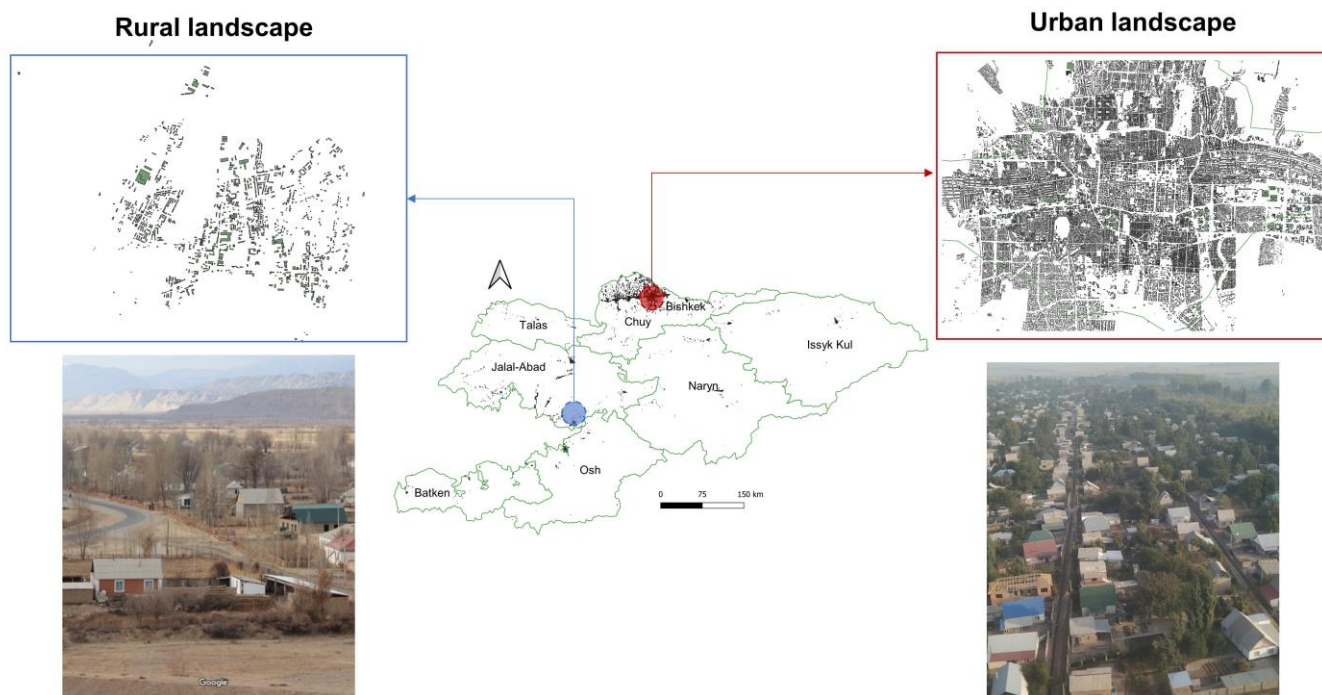 Rural landscape
Urban landscape
Bishkek
Talas
Chuy
Issyk Kul
Jalal-Abad
Naryn
Osh
Batken
0 75 150 km
Google